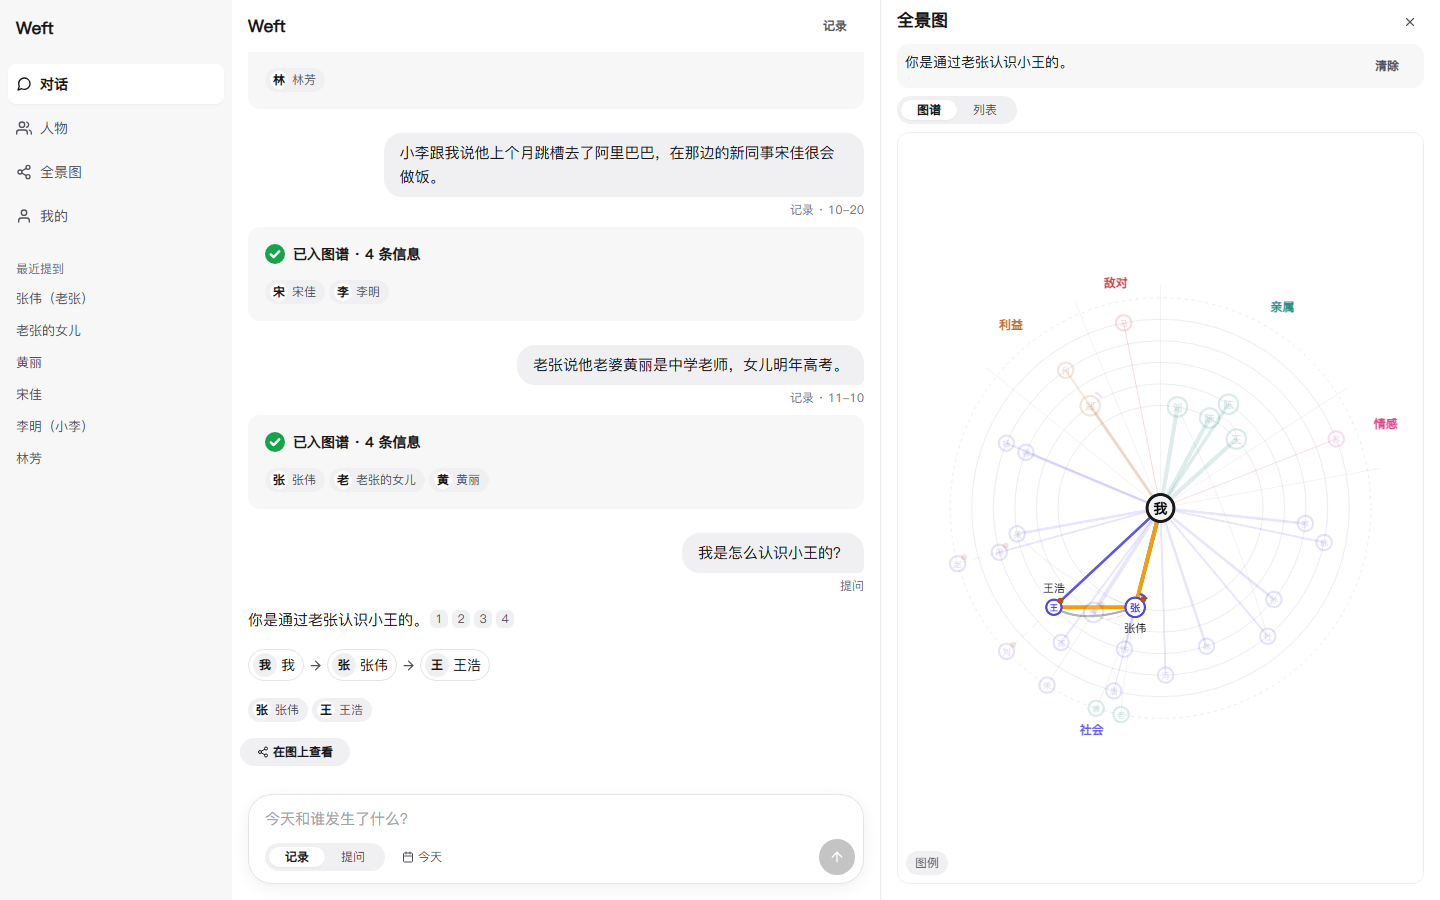 Weft
对话
人物
全景图
我的
最近提到
张伟（老张）
老张的女儿
黄丽
宋佳
李明（小李）
林芳
Weft
记录
林 林芳
小李跟我说他上个月跳槽去了阿里巴巴，在那边的新同事宋佳很会
做饭。
记录 · 10-20
已入图谱 · 4 条信息
宋 宋佳 李 李明
老张说他老婆黄丽是中学老师，女儿明年高考。
记录 · 11-10
已入图谱 · 4 条信息
张 张伟 老 老张的女儿 黄 黄丽
我是怎么认识小王的？
提问
你是通过老张认识小王的。 1 2 3 4
我 我 → 张 张伟 → 王 王浩
张 张伟 王 王浩
在图上查看
今天和谁发生了什么？
记录 提问 今天
全景图
你是通过老张认识小王的。
清除
图谱 列表
敌对
亲属
利益
情感
我
王浩
王
张
张伟
社会
图例